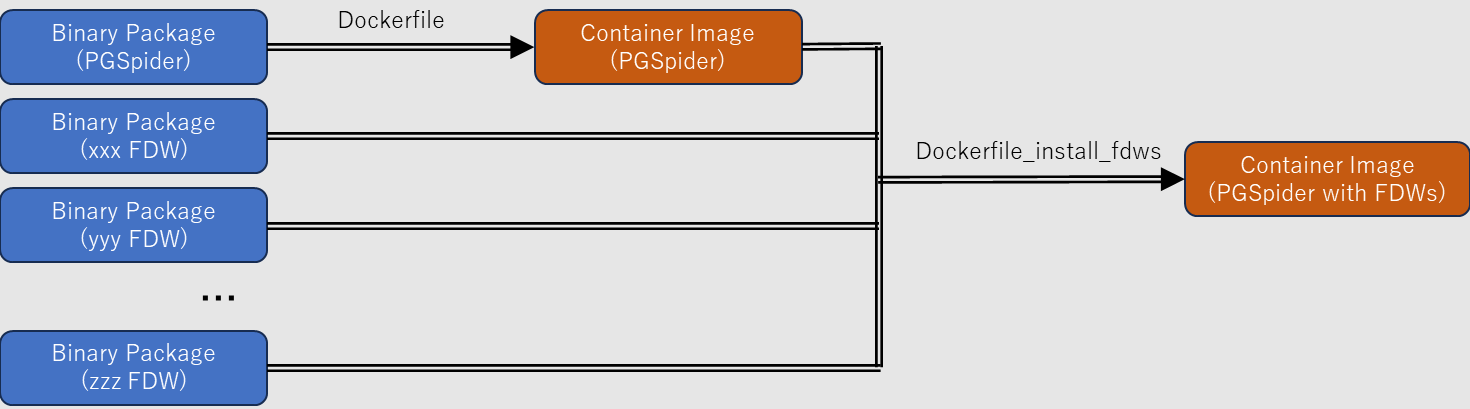 Binary Package
(PGSpider)
Dockerfile
Container Image
(PGSpider)
Binary Package
(xxx FDW)
Dockerfile_install_fdws
Container Image
(PGSpider with FDWs)
Binary Package
(yyy FDW)
...
Binary Package
(zzz FDW)